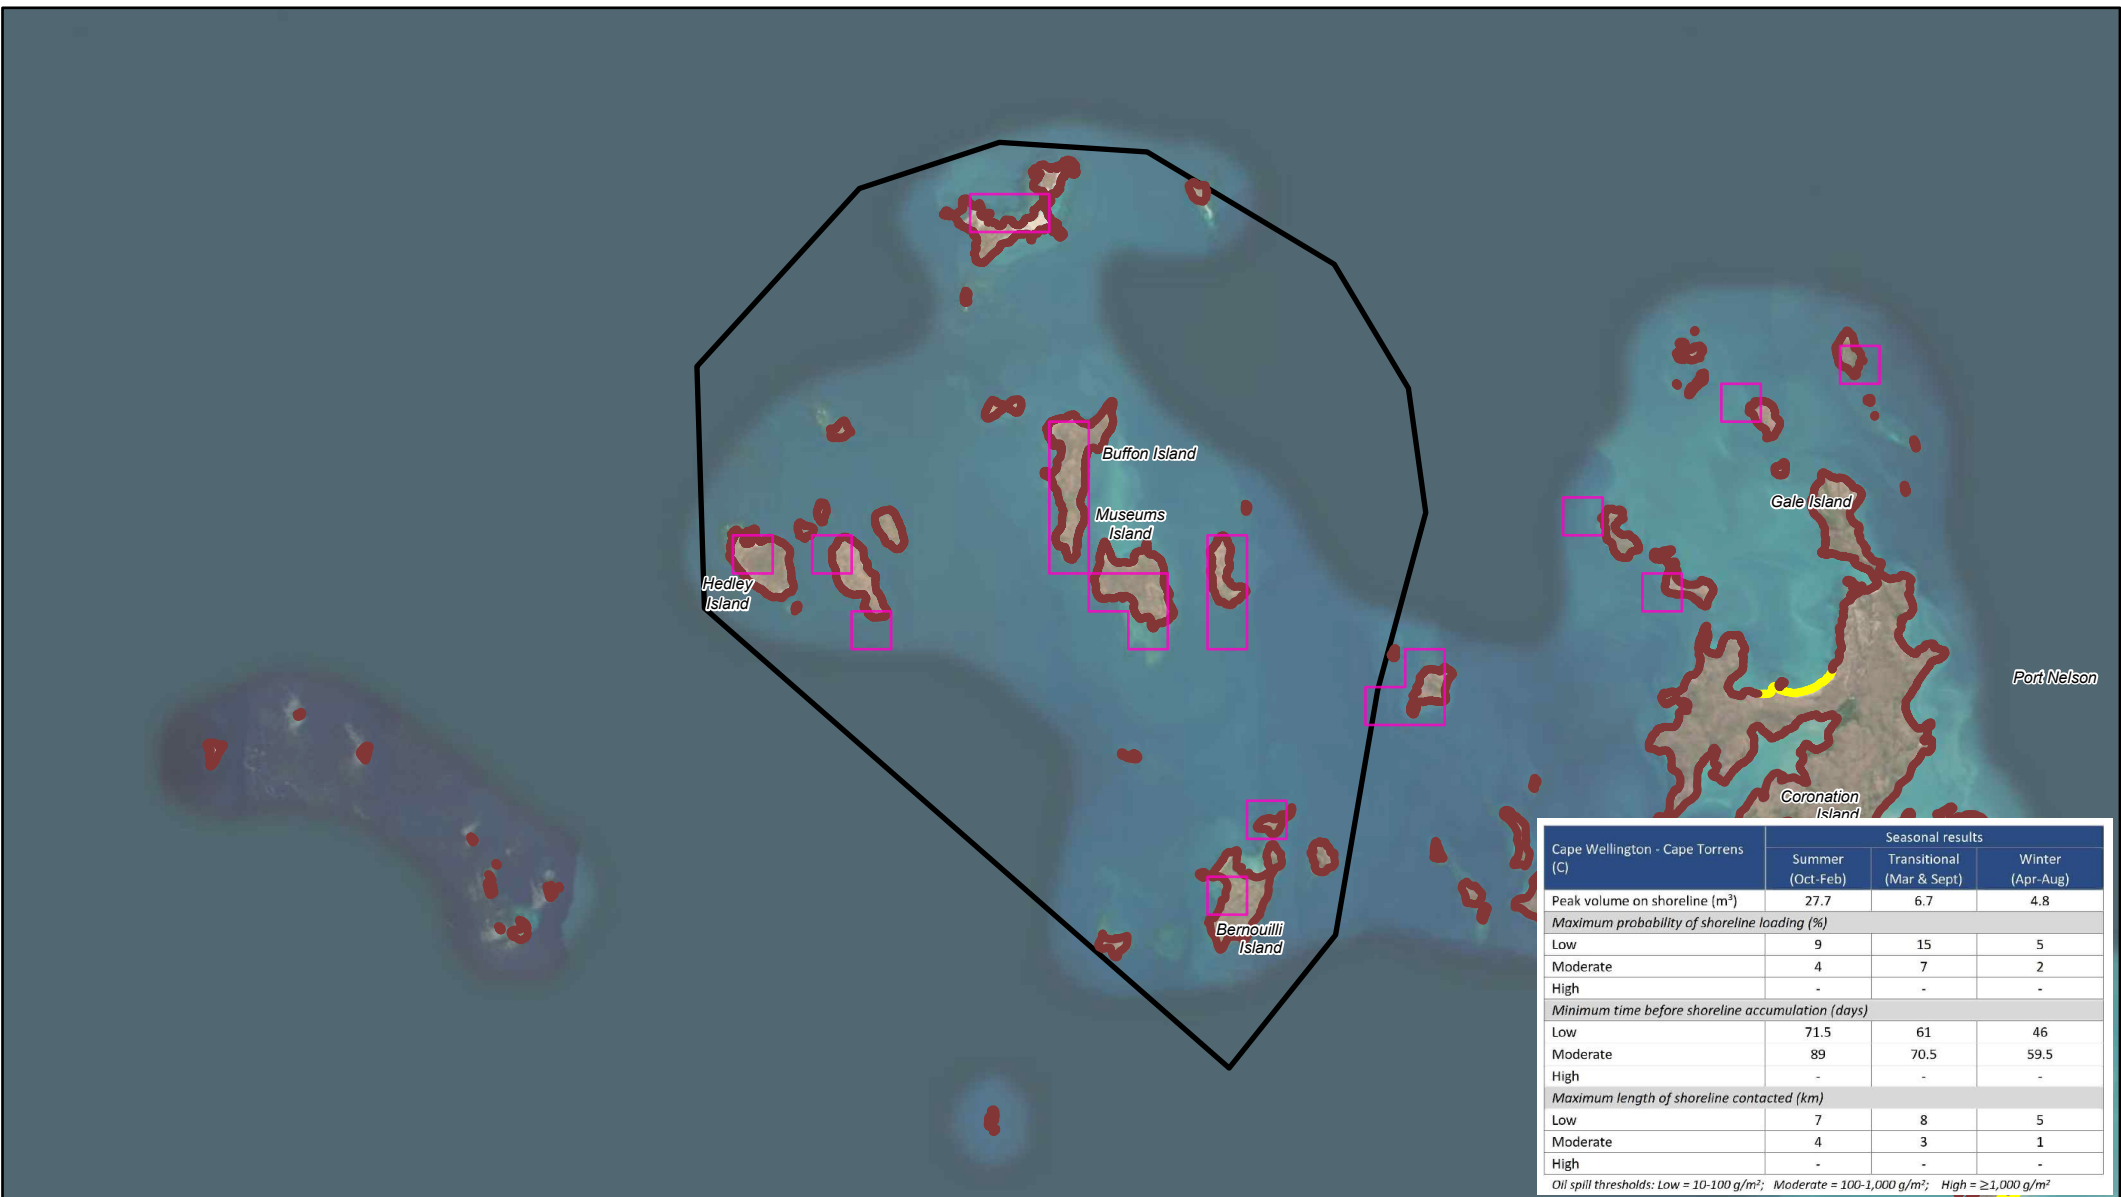 Buffon Island
Museums
Island
Gale Island
Hedley
Island
Port Nelson
Coronation
Island
Bernouilli
Island
Cape Wellington - Cape Torrens
(C)
Seasonal results
Summer
(Oct-Feb)
Transitional
(Mar & Sept)
Winter
(Apr-Aug)
Peak volume on shoreline (m³) 27.7 6.7 4.8
Maximum probability of shoreline loading (%)
Low 9 15 5
Moderate 4 7 2
High - - -
Minimum time before shoreline accumulation (days)
Low 71.5 61 46
Moderate 89 70.5 59.5
High - - -
Maximum length of shoreline contacted (km)
Low 7 8 5
Moderate 4 3 1
High - - -
Oil spill thresholds: Low = 10-100 g/m²; Moderate = 100-1,000 g/m²; High = ≥1,000 g/m²